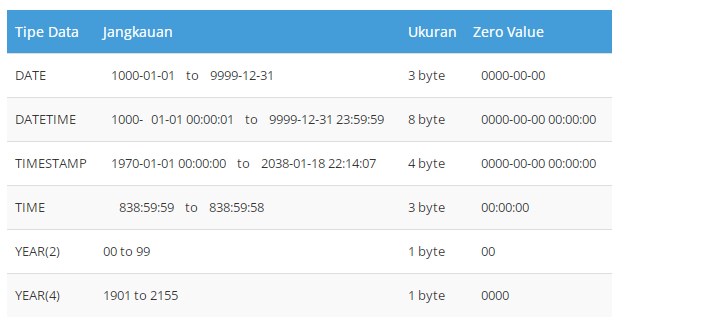 Tipe Data Jangkauan Ukuran Zero Value
DATE 1000-01-01 to 9999-12-31 3 byte 0000-00-00
DATETIME 1000- 01-01 00:00:01 to 9999-12-31 23:59:59 8 byte 0000-00-00 00:00:00
TIMESTAMP 1970-01-01 00:00:00 to 2038-01-18 22:14:07 4 byte 0000-00-00 00:00:00
TIME 838:59:59 to 838:59:58 3 byte 00:00:00
YEAR(2) 00 to 99 1 byte 00
YEAR(4) 1901 to 2155 1 byte 0000